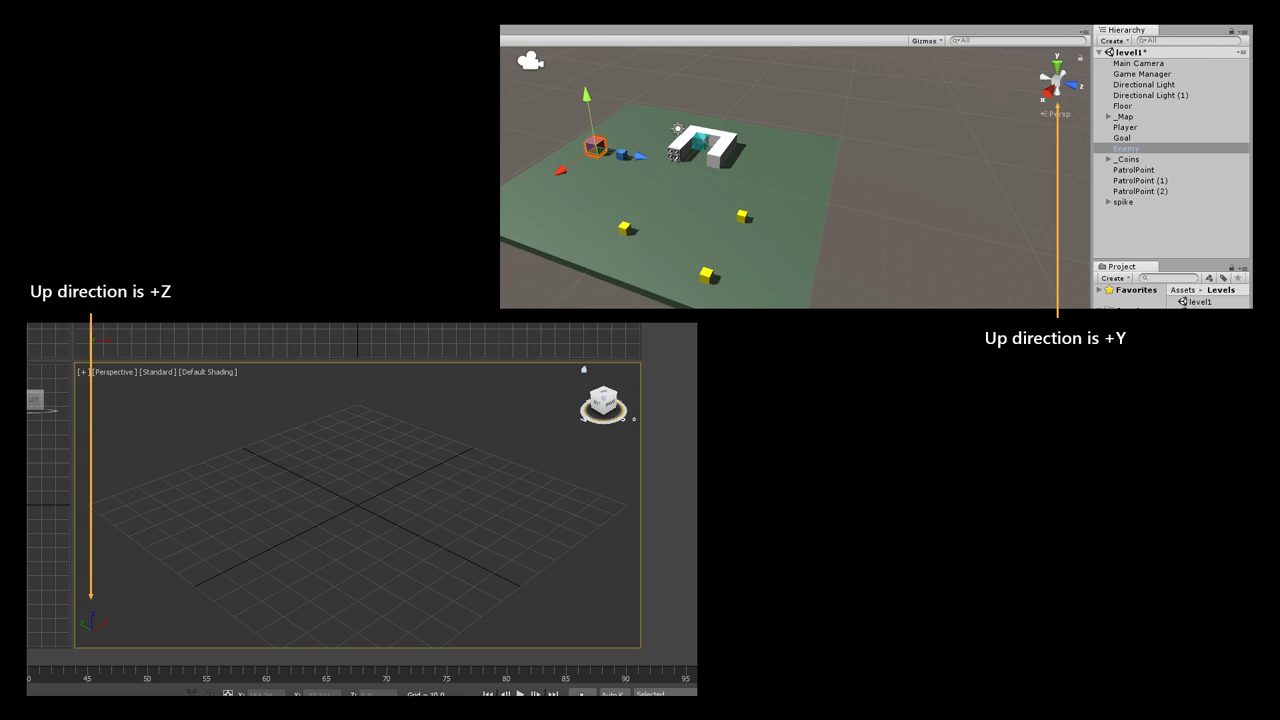 Hierarchy
Gizmos
All
Create
All
level1*
Main Camera
Game Manager
Directional Light
Directional Light (1)
Floor
_Map
Player
Goal
Enemy
_Coins
PatrolPoint
PatrolPoint (1)
PatrolPoint (2)
spike
y
z
x
Persp
Project
Create
Favorites
Assets
Levels
level1
Up direction is +Z
Up direction is +Y
[+] [Perspective ] [Standard ] [Default Shading ]
z
y
0 45 50 55 60 65 70 75 80 85 90 95
X: Y: Z: Grid = 10.0 Auto K Selected